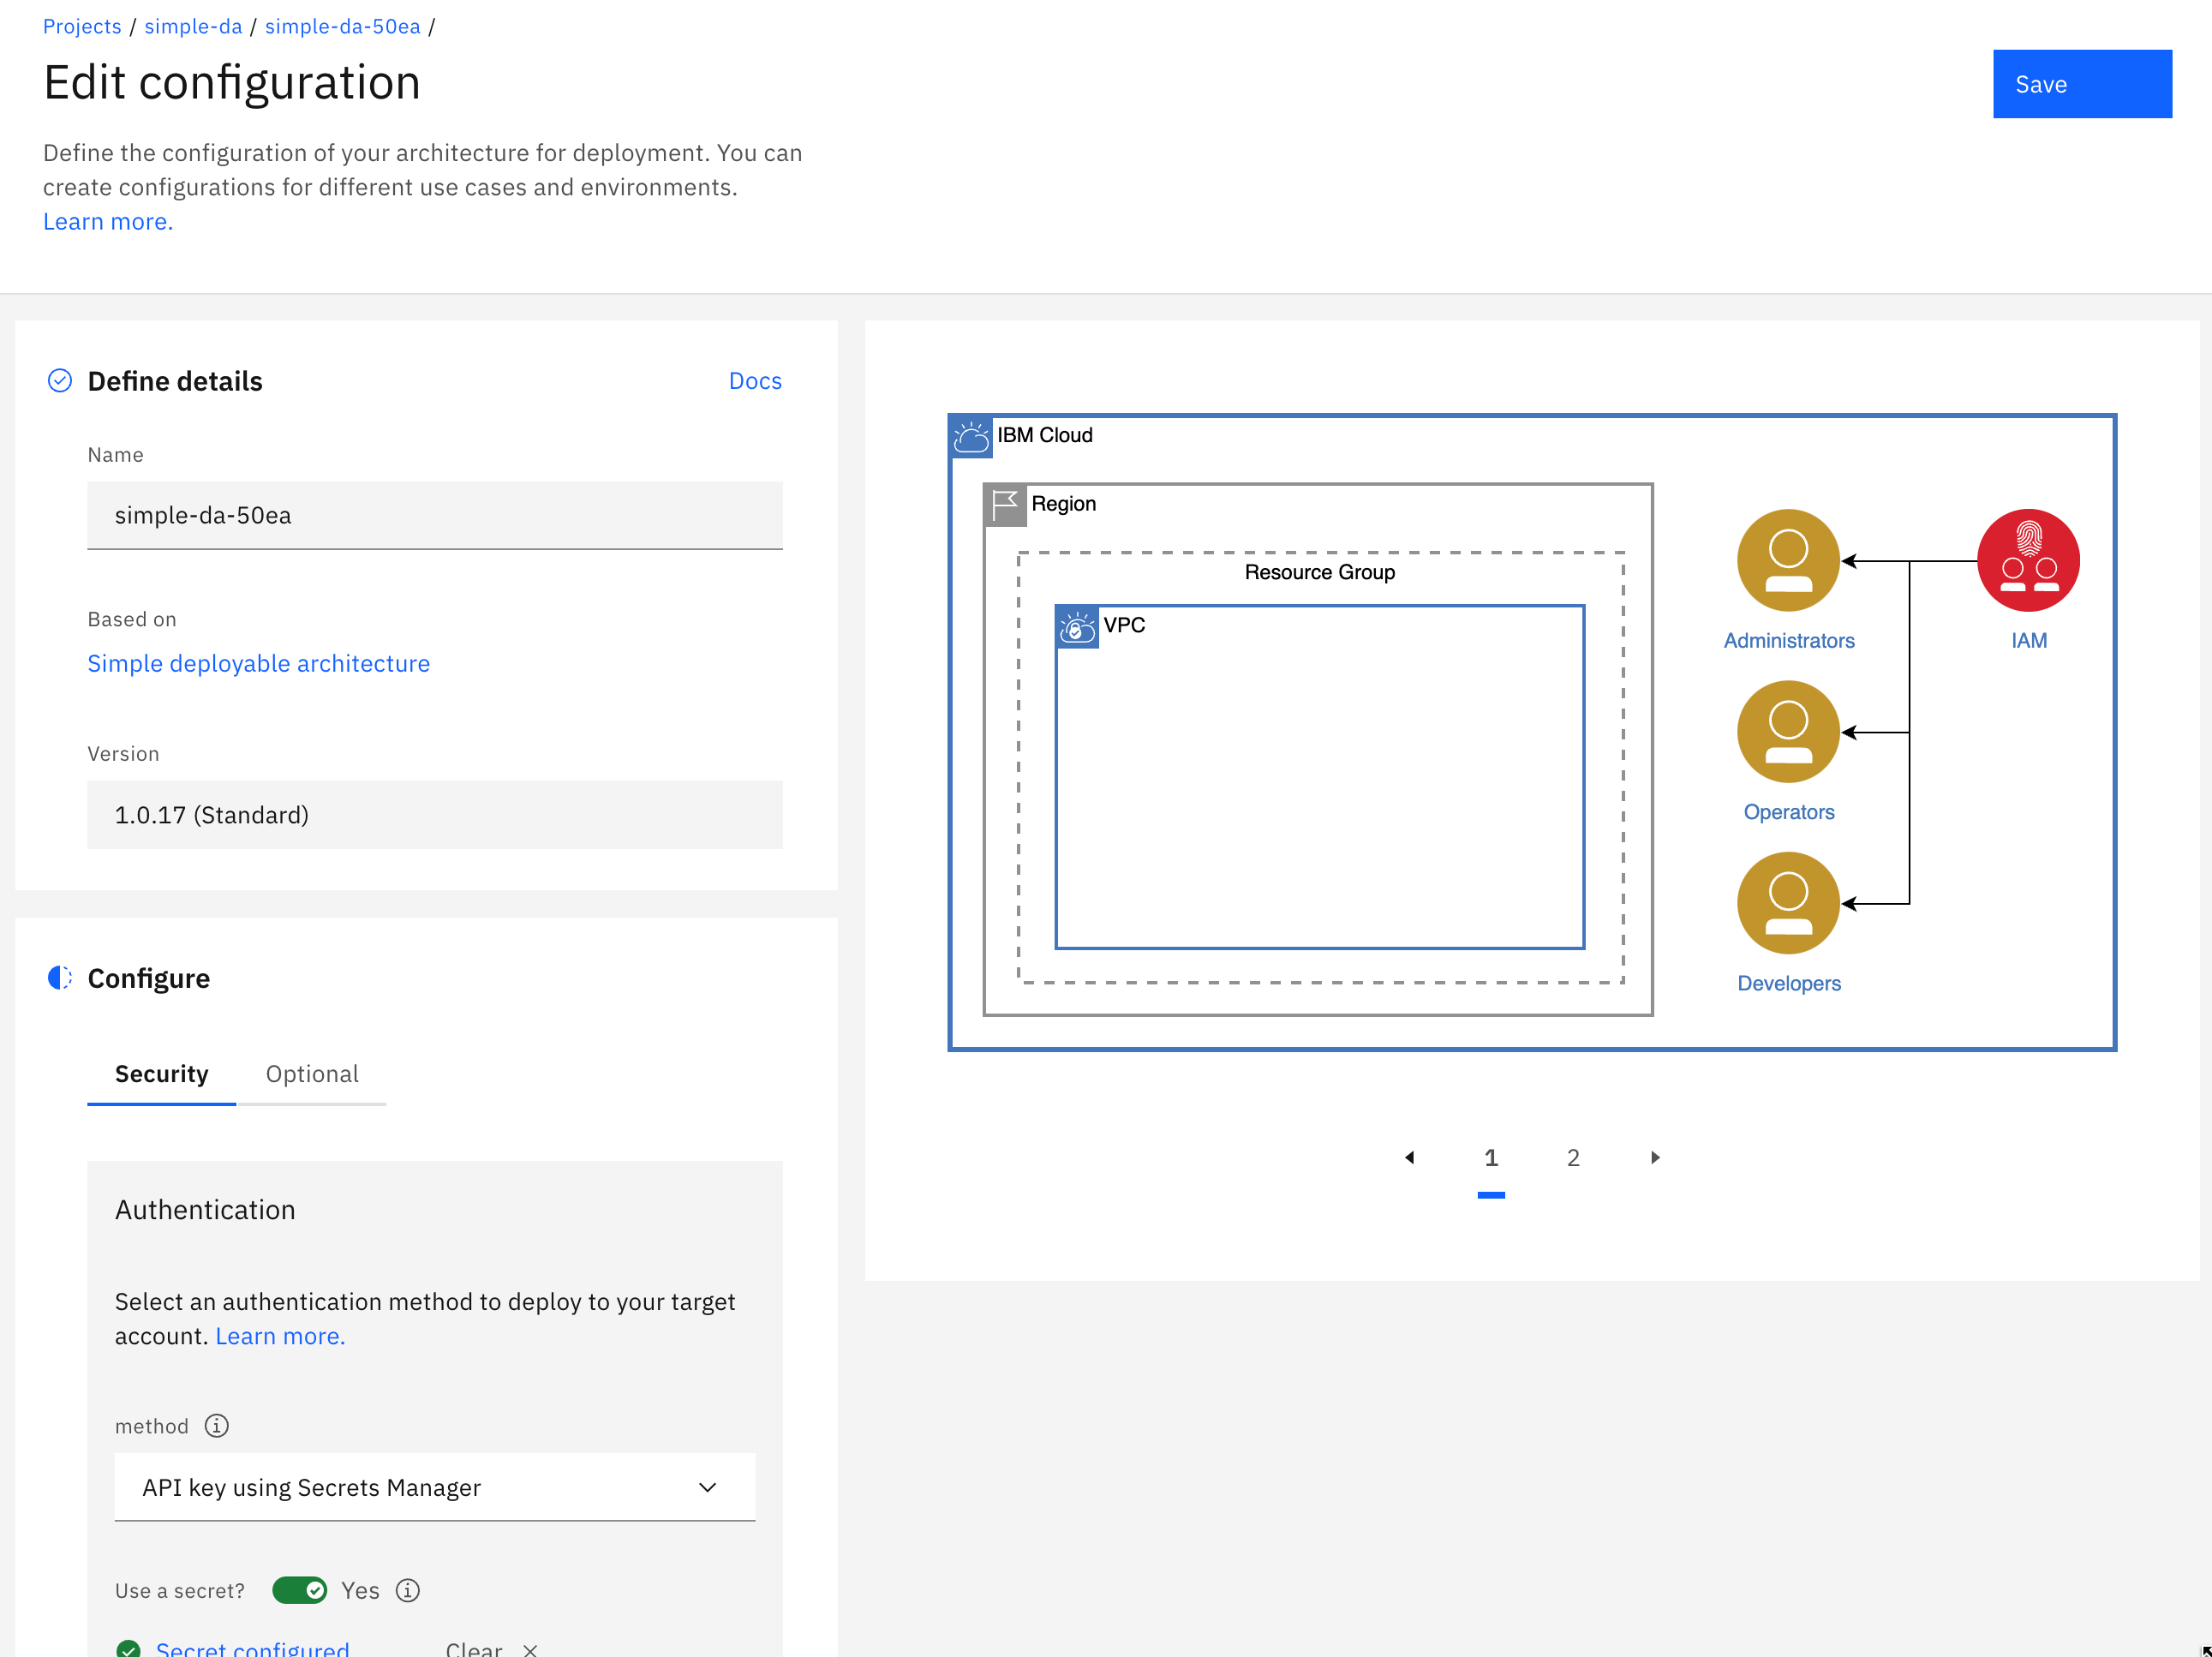 Projects / simple-da / simple-da-50ea /
Edit configuration
Save
Define the configuration of your architecture for deployment. You can
create configurations for different use cases and environments.
Learn more.
Define details
Docs
Name
simple-da-50ea
Based on
Simple deployable architecture
Version
1.0.17 (Standard)
Configure
Security
Optional
Authentication
Select an authentication method to deploy to your target
account. Learn more.
method
API key using Secrets Manager
Use a secret?
Yes
Secret configured
Clear
IBM Cloud
Region
Resource Group
VPC
Administrators
IAM
Operators
Developers
1
2